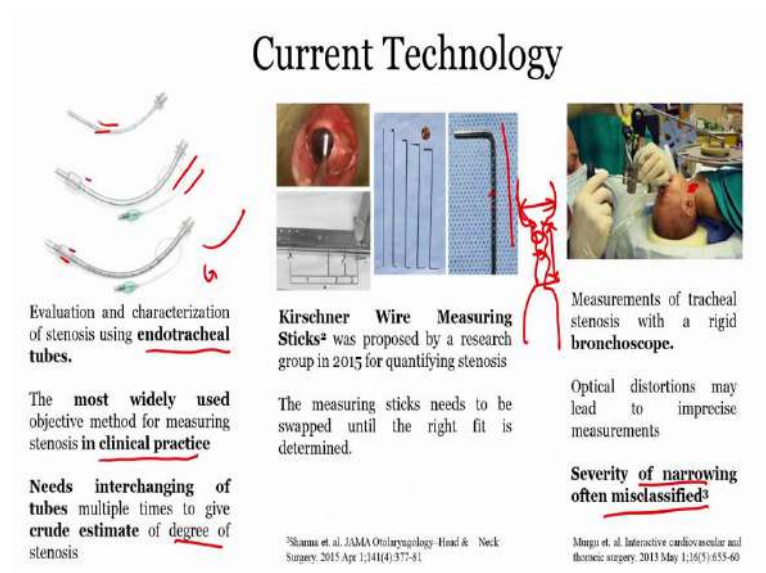 Current Technology
Evaluation and characterization
of stenosis using endotracheal
tubes.
The most widely used
objective method for measuring
stenosis in clinical practice
Needs interchanging of
tubes multiple times to give
crude estimate of degree of
stenosis
Kirschner Wire Measuring
Sticks² was proposed by a research
group in 2015 for quantifying stenosis
The measuring sticks needs to be
swapped until the right fit is
determined.
²Sharma et. al. JAMA Otolaryngology-Head & Neck
Surgery. 2015 Apr 1;141(4):377-81
Measurements of tracheal
stenosis with a rigid
bronchoscope.
Optical distortions may
lead to imprecise
measurements
Severity of narrowing
often misclassified³
Murgu et. al. Interactive cardiovascular and
thoracic surgery. 2013 May 1;16(5):655-60